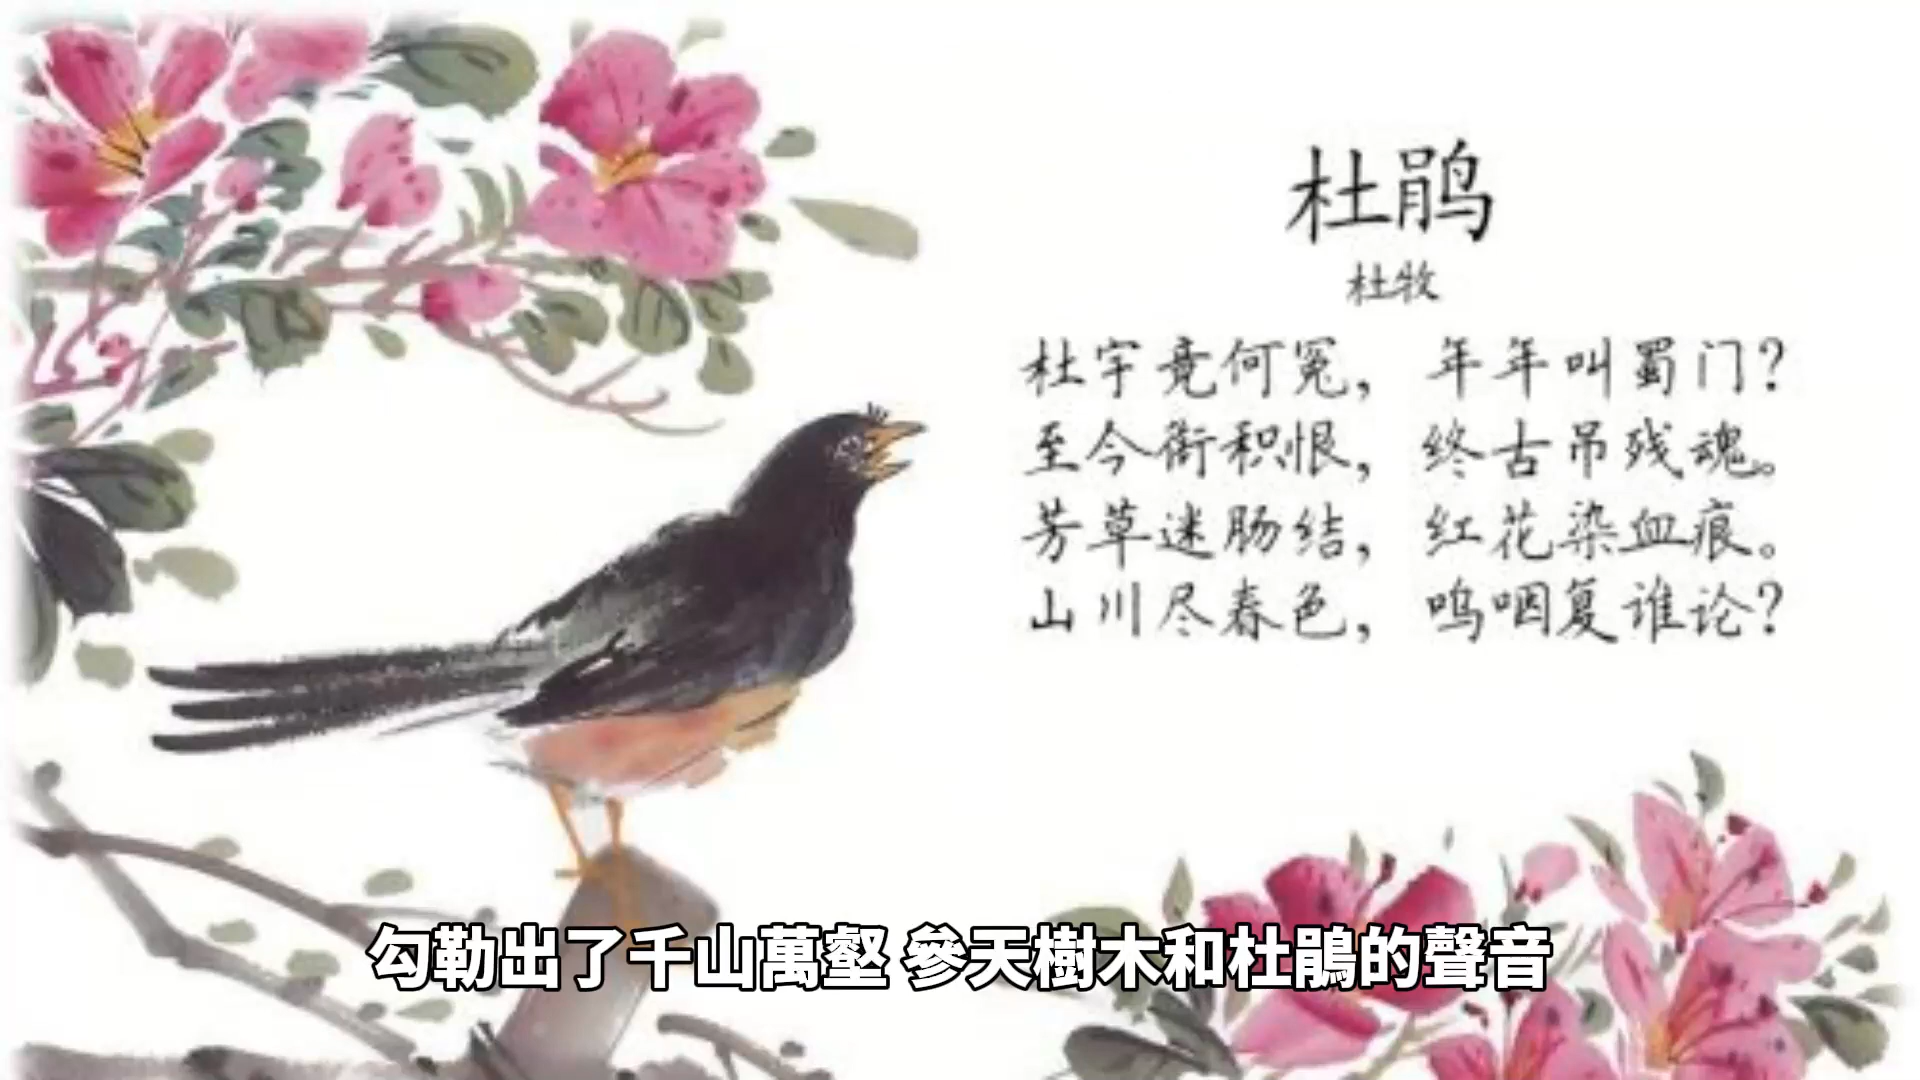 杜鹃
杜牧
杜宇竟何冤， 年年叫蜀门？
至今衔积恨， 终古吊残魂。
芳草迷肠结， 红花染血痕。
山川尽春色， 呜咽复谁论？
勾勒出了千山萬壑 參天樹木和杜鵑的聲音